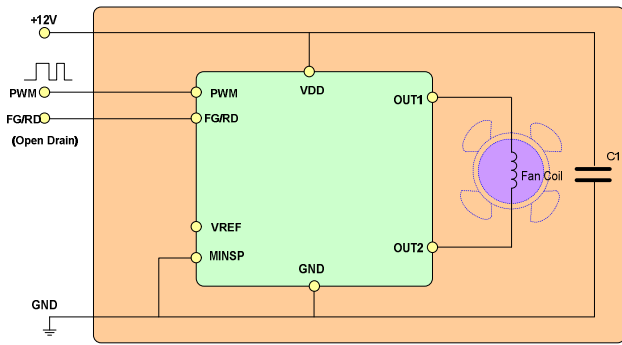 +12V
PWM
FG/RD
(Open Drain)
GND
VDD
PWM
FG/RD
VREF
MINSP
GND
OUT1
OUT2
Fan Coil
C1